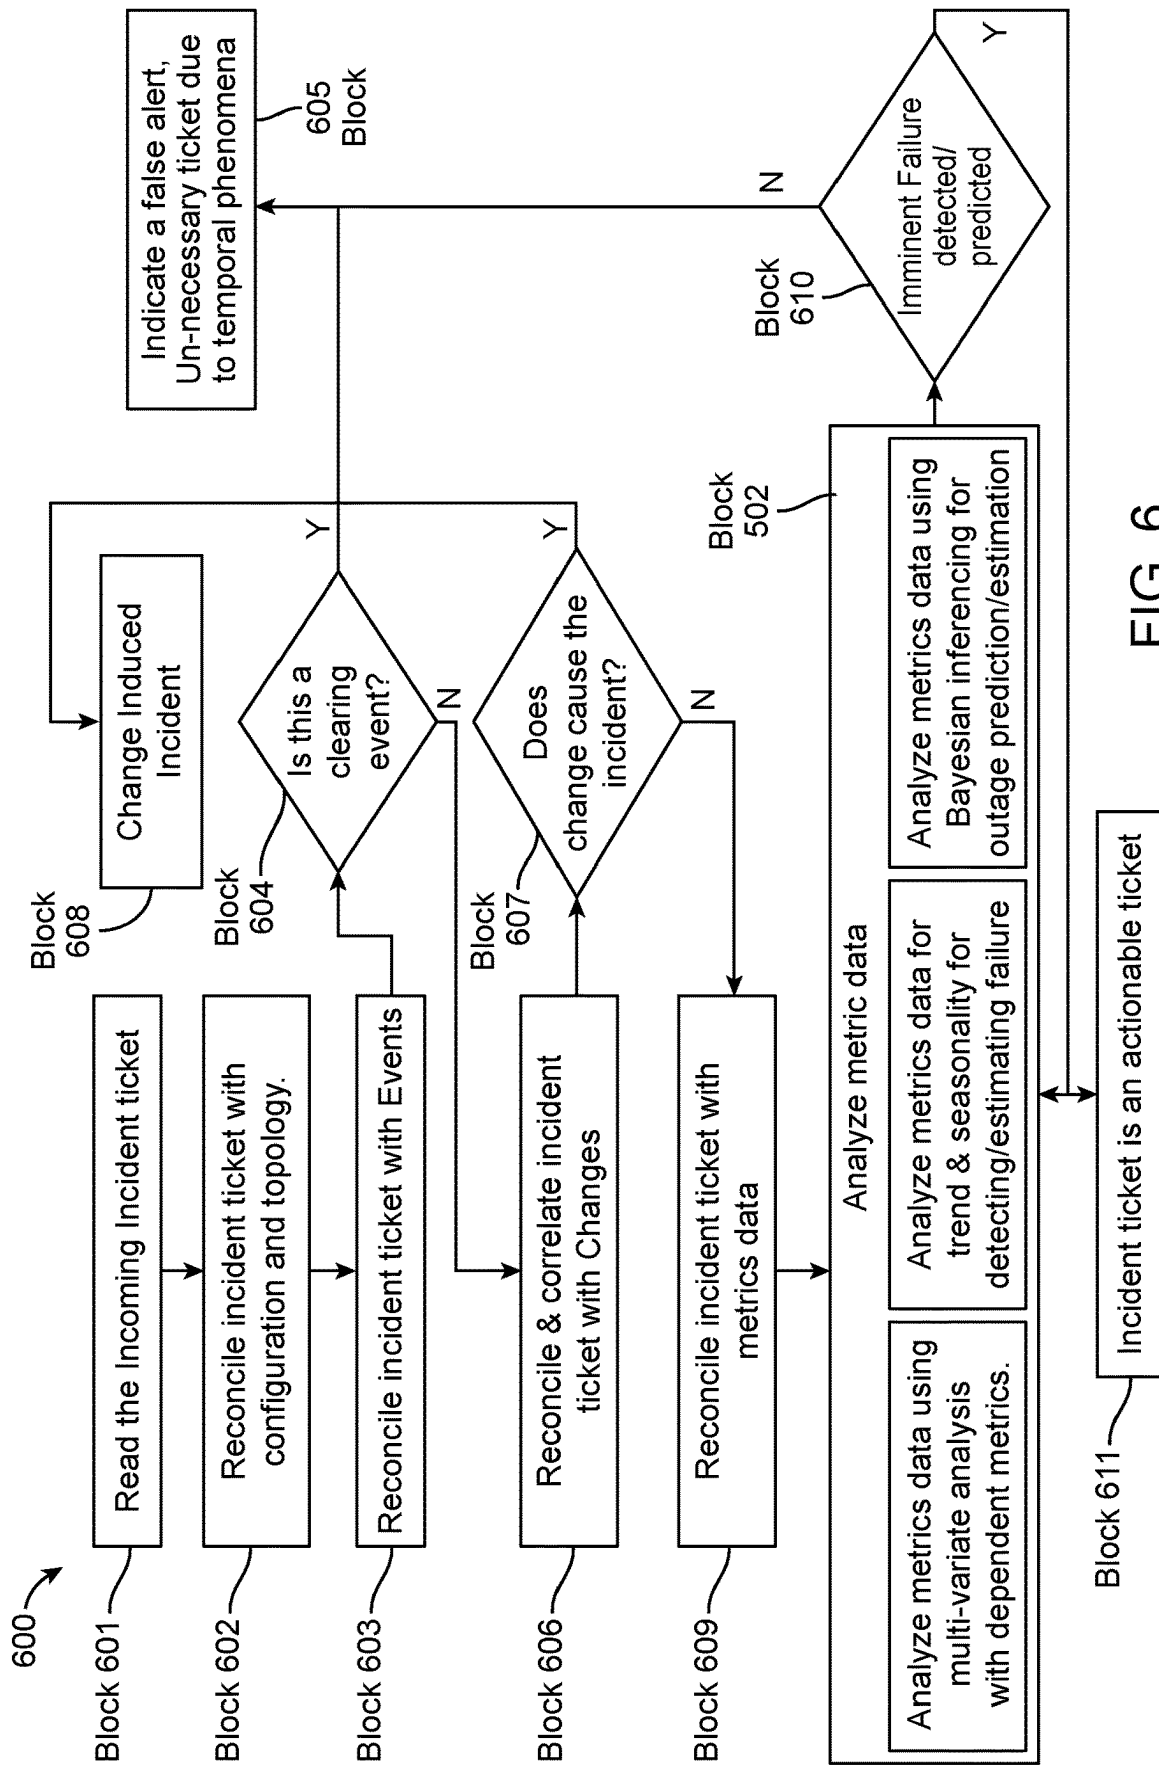 600
Block 601
Read the Incoming Incident ticket
Block 602
Reconcile incident ticket with
configuration and topology.
Block 603
Reconcile incident ticket with Events
Block
604
Is this a
clearing
event?
Y
N
Indicate a false alert,
Un-necessary ticket due
to temporal phenomena
605
Block
Block
608
Change Induced
Incident
Block 606
Reconcile & correlate incident
ticket with Changes
Block
607
Does
change cause the
incident?
Y
N
Block 609
Reconcile incident ticket with
metrics data
Block
502
Analyze metric data
Analyze metrics data using
multi-variate analysis
with dependent metrics.
Analyze metrics data for
trend & seasonality for
detecting/estimating failure
Analyze metrics data using
Bayesian inferencing for
outage prediction/estimation
Block
610
Imminent Failure
detected/
predicted
N
Y
Block 611
Incident ticket is an actionable ticket
FIG. 6